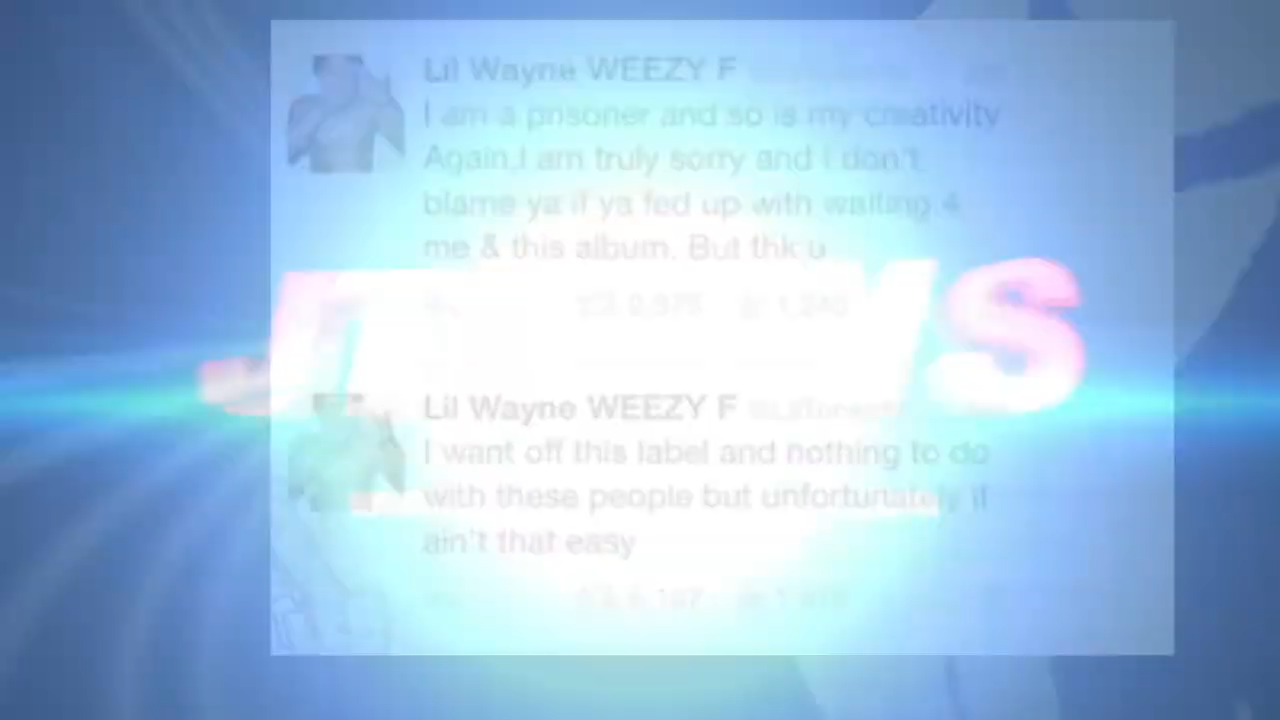 Lil Wayne WEEZY F
I am a prisoner and so is my creativity
Again.I am truly sorry and i don't
blame ya if ya fed up with waiting 4
me & this album. But thk u
Lil Wayne WEEZY F
I want off this label and nothing to do
with these people but unfortunately it
ain't that easy